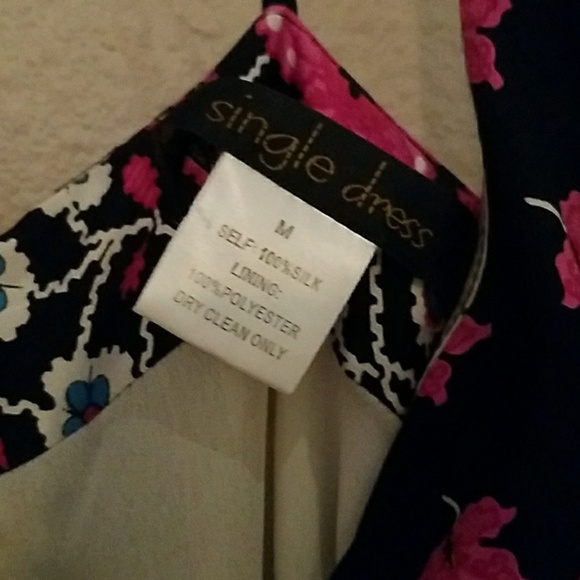 single dress
M
SELF: 100%SILK
LINING:
100%POLYESTER
DRY CLEAN ONLY